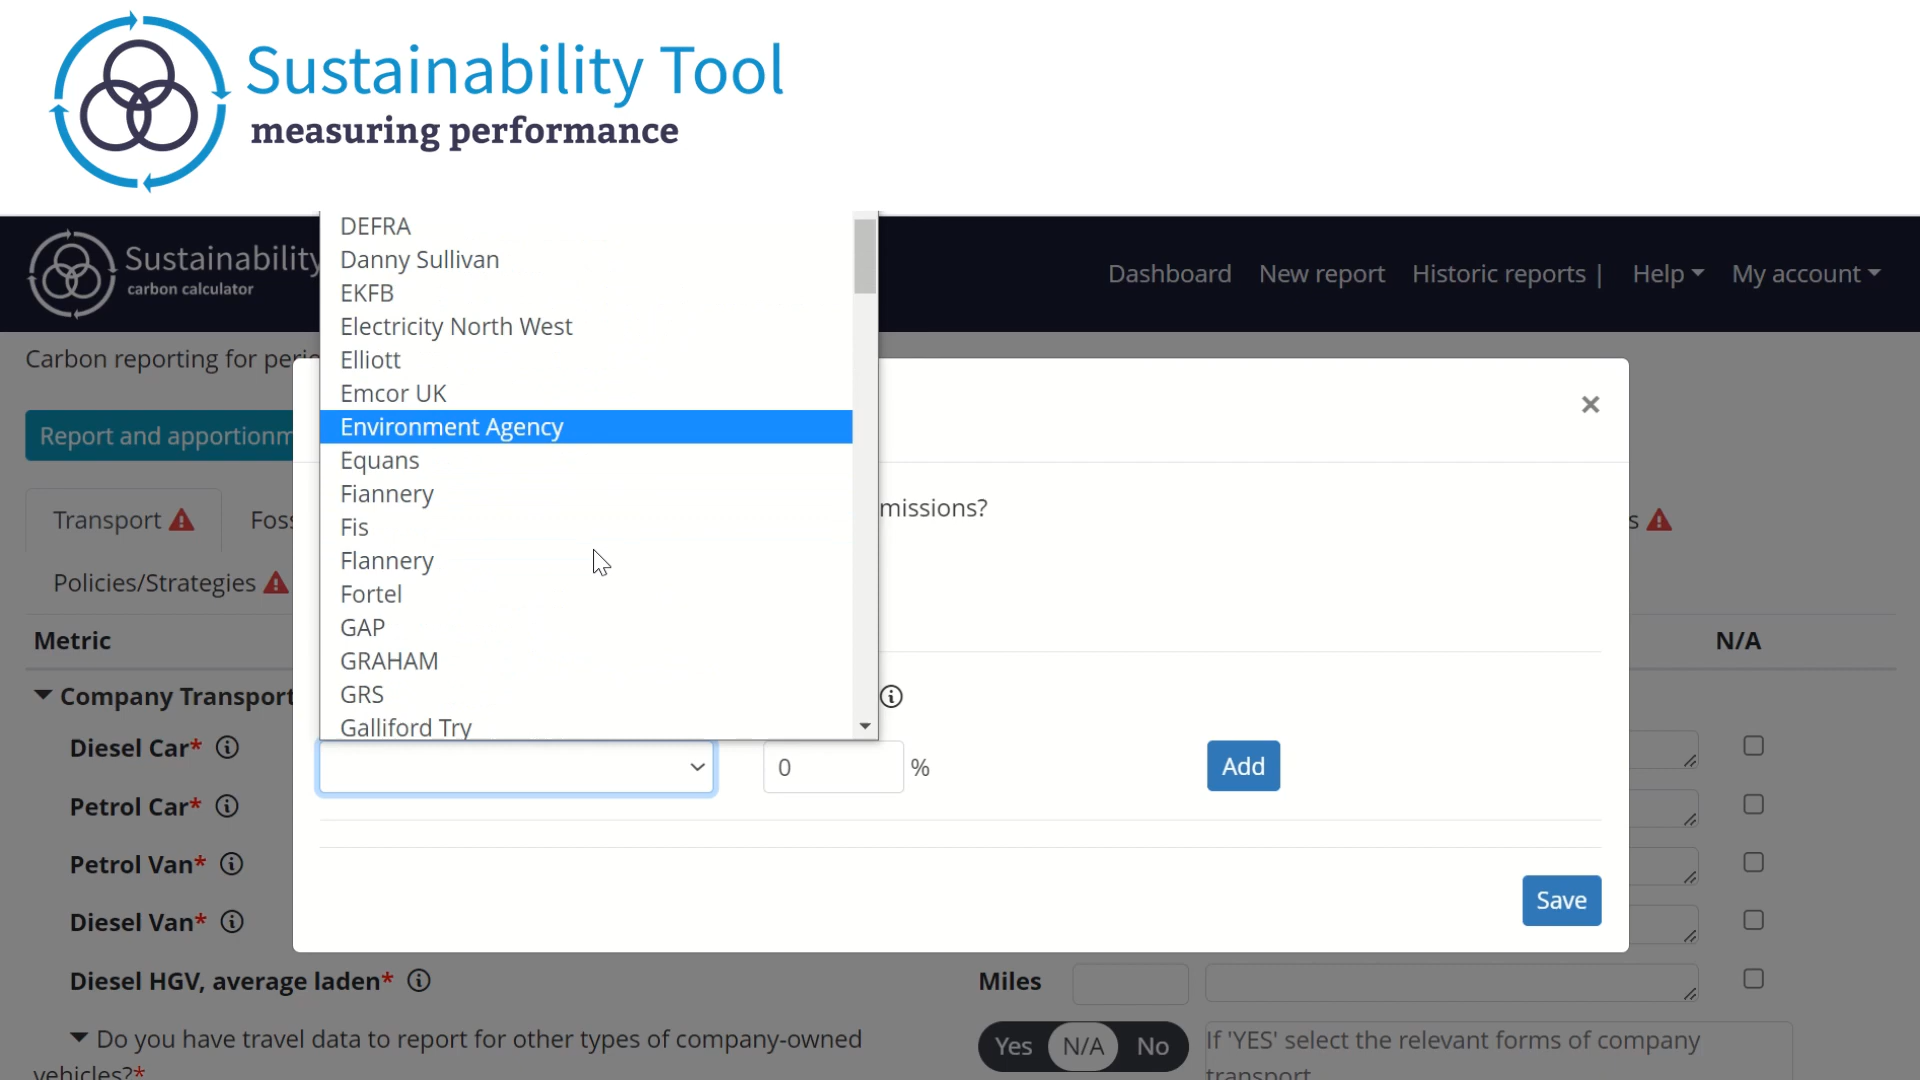 Sustainability Tool
measuring performance
Sustainability
carbon calculator
Dashboard New report Historic reports | Help My account
DEFRA
Danny Sullivan
EKFB
Electricity North West
Elliott
Emcor UK
Environment Agency
Equans
Fiannery
Fis
Flannery
Fortel
GAP
GRAHAM
GRS
Galliford Try
Carbon reporting for
Report and
×
missions?
Transport
Policies/Strategies
Metric
N/A
Company Transport
Diesel Car*
0 %
Add
Petrol Car*
Petrol Van*
Save
Diesel Van*
Diesel HGV, average laden*
Miles
Do you have travel data to report for other types of company-owned
vehicles?*
Yes N/A No
If 'YES' select the relevant forms of company
transport